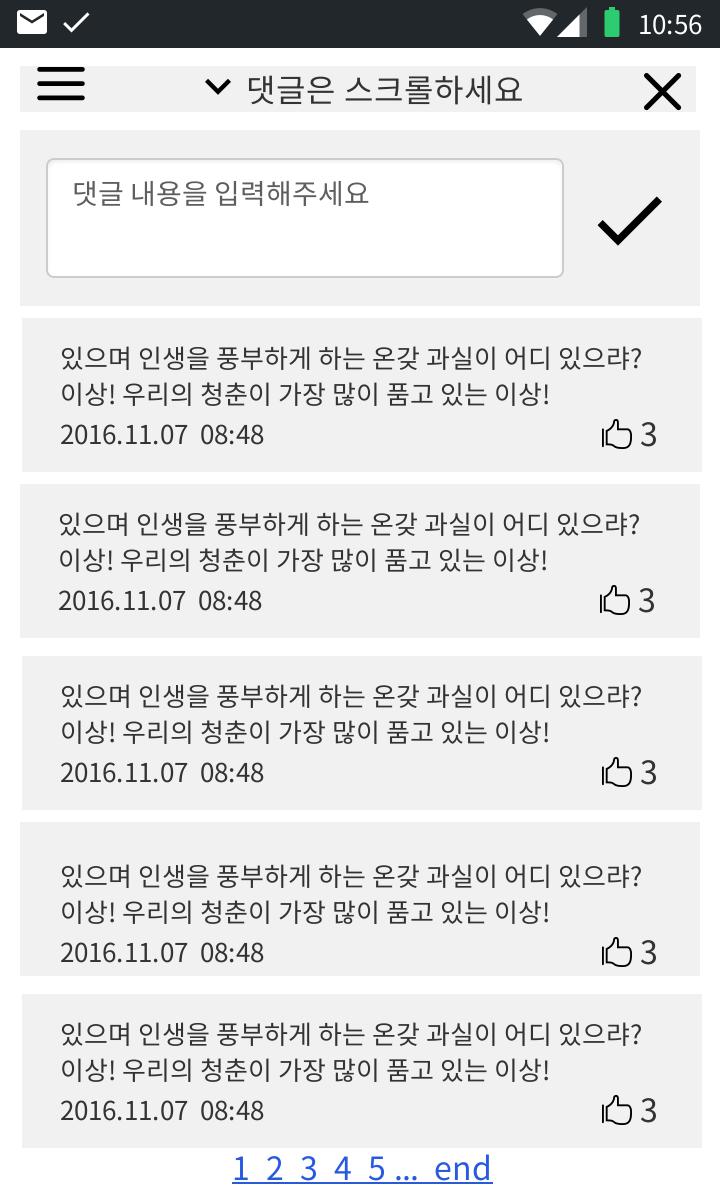 10:56
댓글은 스크롤하세요
댓글 내용을 입력해주세요
있으며 인생을 풍부하게 하는 온갖 과실이 어디 있으랴?
이상! 우리의 청춘이 가장 많이 품고 있는 이상!
2016.11.07 08:48 3
있으며 인생을 풍부하게 하는 온갖 과실이 어디 있으랴?
이상! 우리의 청춘이 가장 많이 품고 있는 이상!
2016.11.07 08:48 3
있으며 인생을 풍부하게 하는 온갖 과실이 어디 있으랴?
이상! 우리의 청춘이 가장 많이 품고 있는 이상!
2016.11.07 08:48 3
있으며 인생을 풍부하게 하는 온갖 과실이 어디 있으랴?
이상! 우리의 청춘이 가장 많이 품고 있는 이상!
2016.11.07 08:48 3
있으며 인생을 풍부하게 하는 온갖 과실이 어디 있으랴?
이상! 우리의 청춘이 가장 많이 품고 있는 이상!
2016.11.07 08:48 3
1 2 3 4 5 ... end